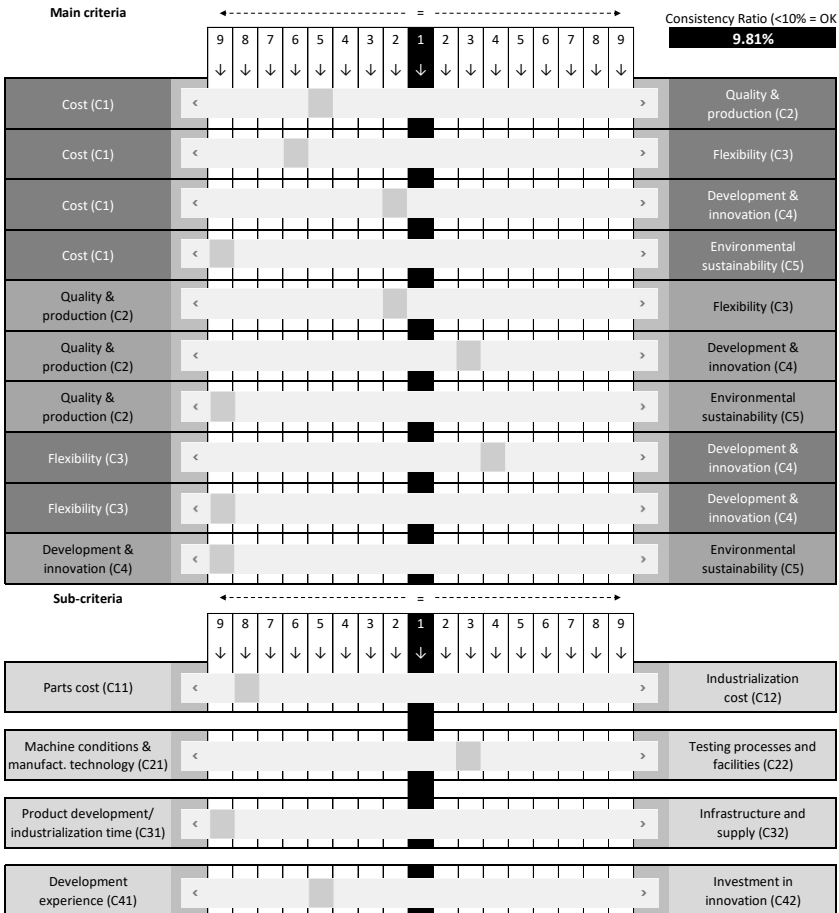 Main criteria
=
Consistency Ratio (<10% = OK
9.81%
9 8 7 6 5 4 3 2 1 2 3 4 5 6 7 8 9
↓ ↓ ↓ ↓ ↓ ↓ ↓ ↓ ↓ ↓ ↓ ↓ ↓ ↓ ↓ ↓ ↓
Cost (C1)
‹ ›
Quality &
production (C2)
Cost (C1)
‹ ›
Flexibility (C3)
Cost (C1)
‹ ›
Development &
innovation (C4)
Cost (C1)
‹ ›
Environmental
sustainability (C5)
Quality &
production (C2)
‹ ›
Flexibility (C3)
Quality &
production (C2)
‹ ›
Development &
innovation (C4)
Quality &
production (C2)
‹ ›
Environmental
sustainability (C5)
Flexibility (C3)
‹ ›
Development &
innovation (C4)
Flexibility (C3)
‹ ›
Development &
innovation (C4)
Development &
innovation (C4)
‹ ›
Environmental
sustainability (C5)
Sub-criteria
=
9 8 7 6 5 4 3 2 1 2 3 4 5 6 7 8 9
↓ ↓ ↓ ↓ ↓ ↓ ↓ ↓ ↓ ↓ ↓ ↓ ↓ ↓ ↓ ↓ ↓
Parts cost (C11)
‹ ›
Industrialization
cost (C12)
Machine conditions &
manufact. technology (C21)
‹ ›
Testing processes and
facilities (C22)
Product development/
industrialization time (C31)
‹ ›
Infrastructure and
supply (C32)
Development
experience (C41)
‹ ›
Investment in
innovation (C42)